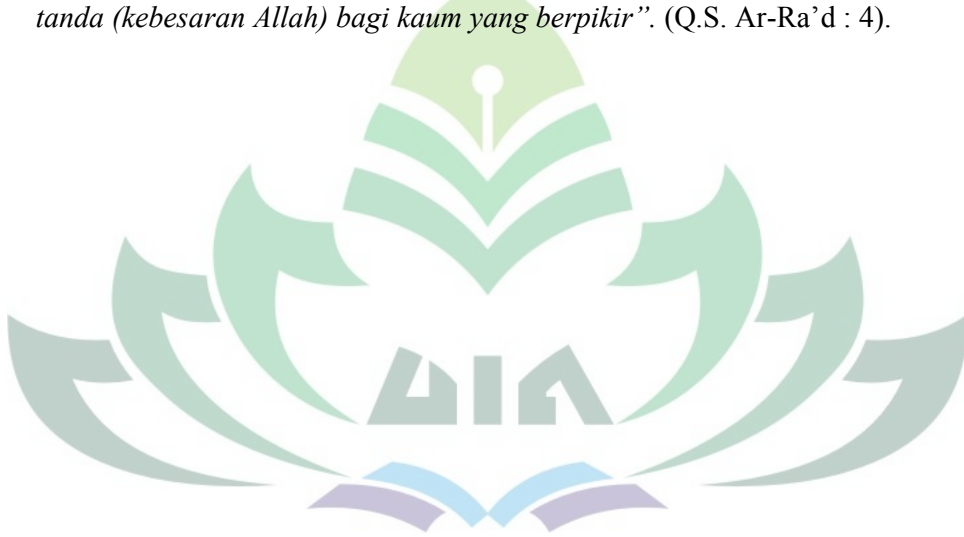 tanda (kebesaran Allah) bagi kaum yang berpikir”. (Q.S. Ar-Ra’d : 4).
UIN